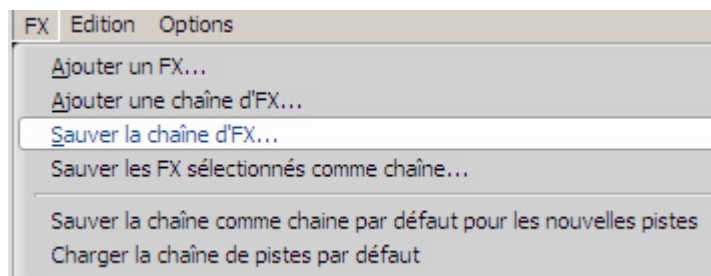 FX Edition Options
Ajouter un FX...
Ajouter une chaîne d'FX...
Sauver la chaîne d'FX...
Sauver les FX sélectionnés comme chaîne...
Sauver la chaîne comme chaine par défaut pour les nouvelles pistes
Charger la chaîne de pistes par défaut